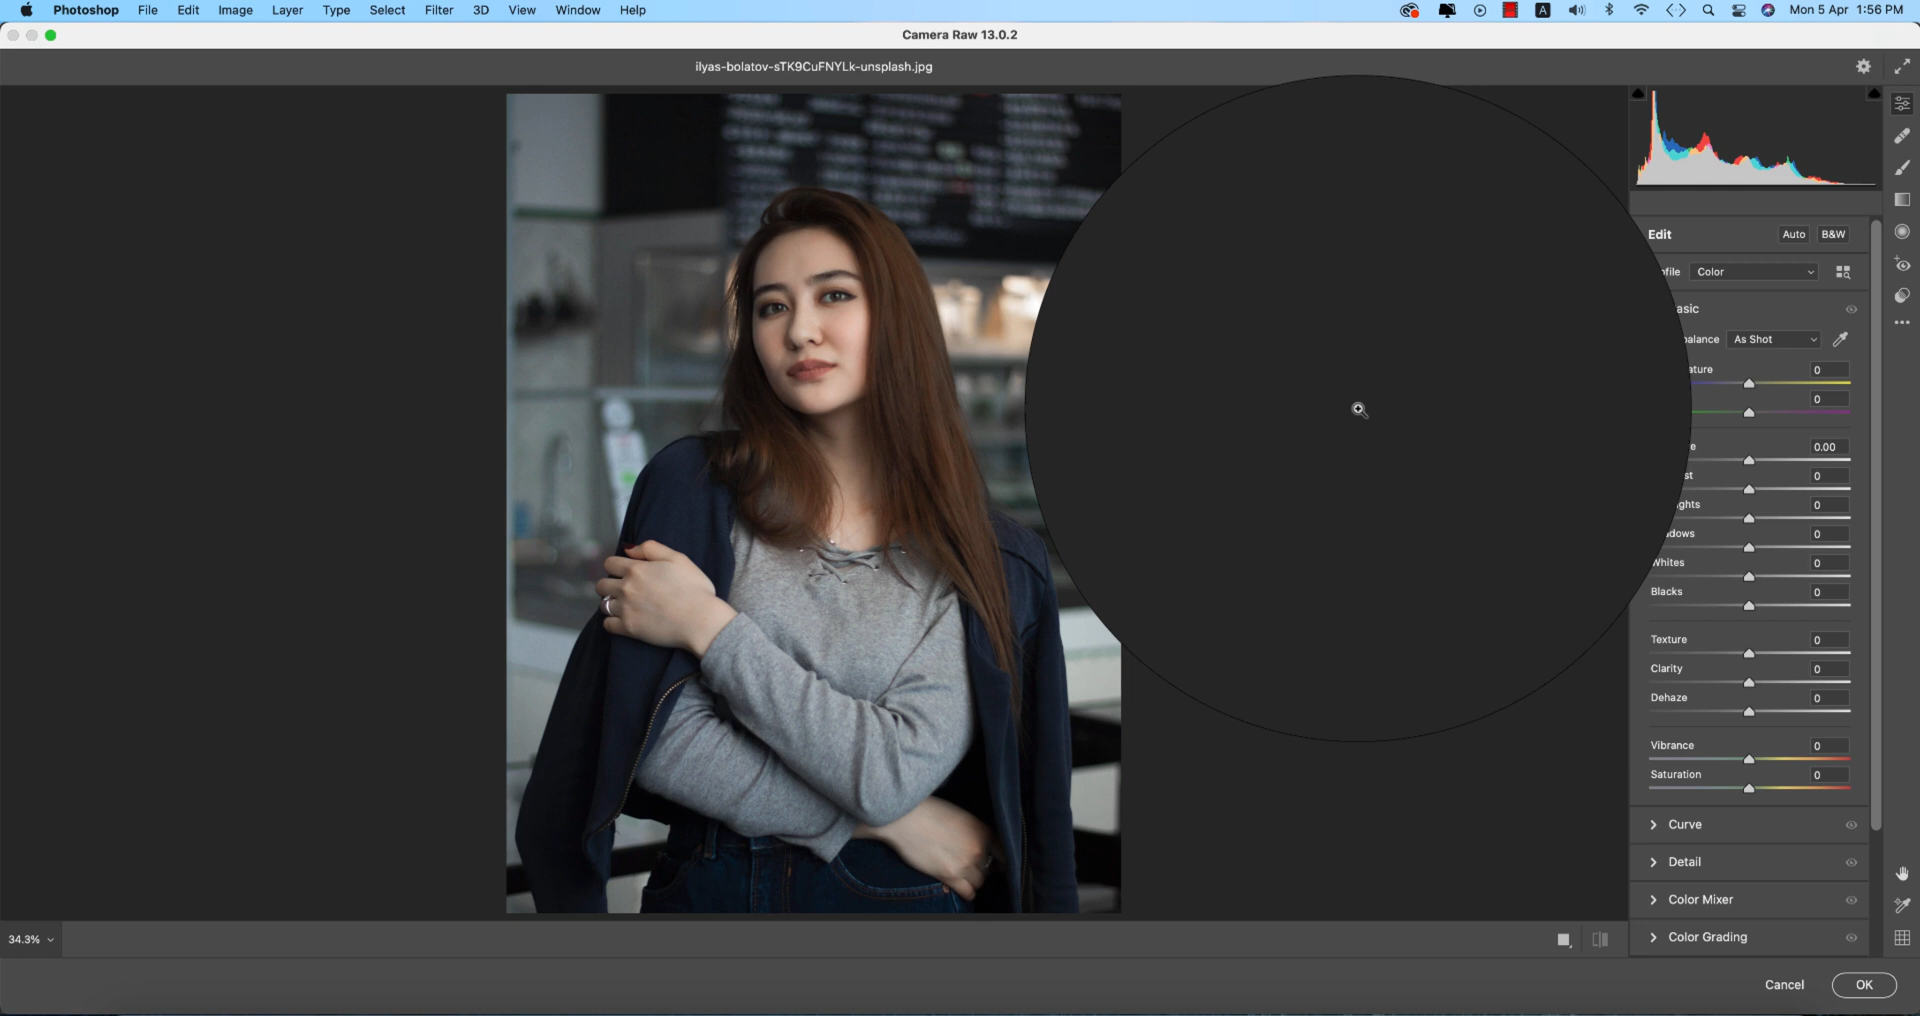 Photoshop File Edit Image Layer Type Select Filter 3D View Window Help A Mon 5 Apr 1:56 PM
Camera Raw 13.0.2
ilyas-bolatov-sTK9CuFNYLk-unsplash.jpg
Edit Auto B&W
ofile Color
asic
balance As Shot
ature 0
0
e 0.00
st 0
ghts 0
dows 0
Whites 0
Blacks 0
Texture 0
Clarity 0
Dehaze 0
Vibrance 0
Saturation 0
Curve
Detail
Color Mixer
Color Grading
34.3%
Cancel OK